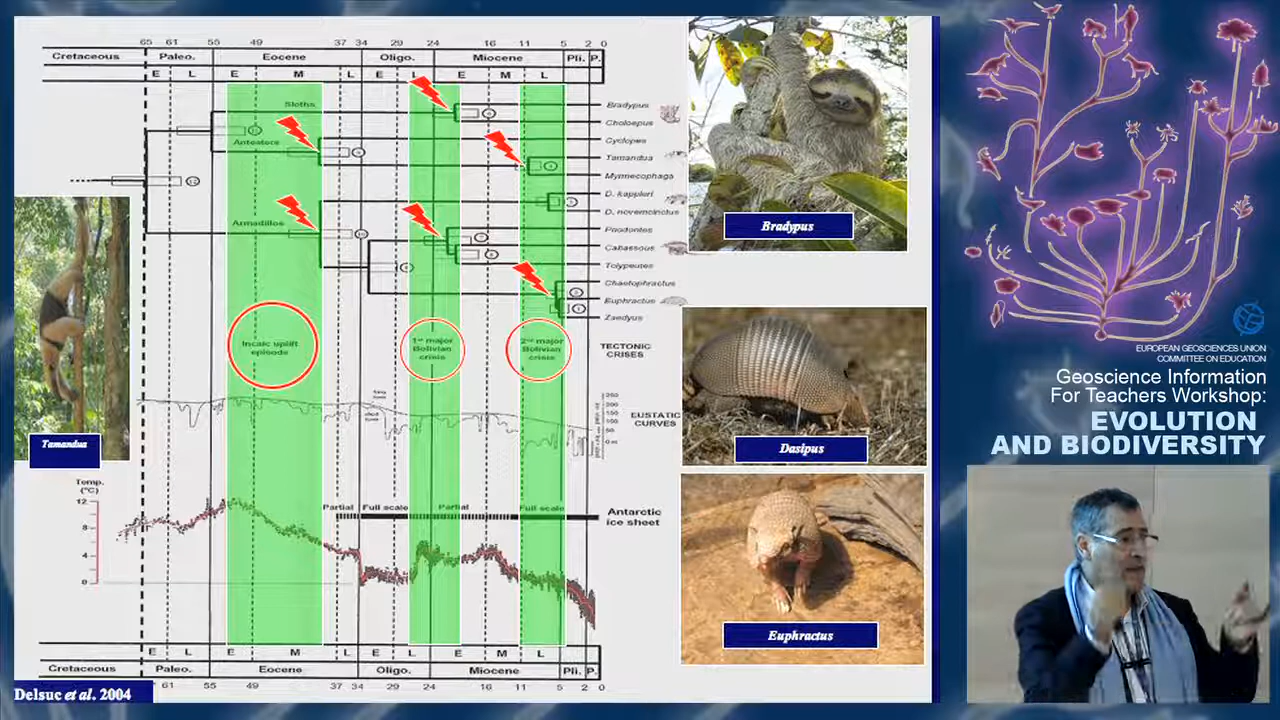 65 61 55 49 37 34 29 24 16 11 5 2 0
Cretaceous Paleo. Eocene Oligo. Miocene Pli. P.
E L E M L E L E M L
Sloths
Anteaters
Armadillos
Bradypus
Choloepus
Cyclopes
Tamandua
Myrmecophaga
D. kappleri
D. novemcinctus
Priodontes
Cabassous
Tolypeutes
Chaetophractus
Euphractus
Zaedyus
Incaic uplift
episode
1st major
Bolivian
crisis
2nd major
Bolivian
crisis
TECTONIC
CRISES
EUSTATIC
CURVES
Temp.
(°C)
12
8
4
0
Partial Full scale Partial Full scale
Antarctic
ice sheet
E L E M L E L E M L
Cretaceous Paleo. Eocene Oligo. Miocene Pli. P.
61 55 49 37 34 29 24 16 11 5 2 0
Delsuc et al. 2004
Tamandua
Bradypus
Dasipus
Euphractus
EUROPEAN GEOSCIENCES UNION
COMMITTEE ON EDUCATION
Geoscience Information
For Teachers Workshop:
EVOLUTION
AND BIODIVERSITY